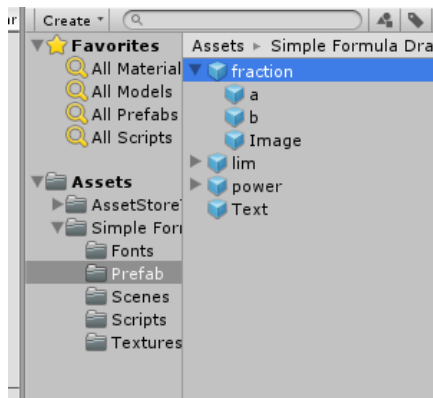 Create
Favorites
All Material
All Models
All Prefabs
All Scripts
Assets
AssetStore
Simple For
Fonts
Prefab
Scenes
Scripts
Textures
Assets ▸ Simple Formula Dra
fraction
a
b
Image
lim
power
Text